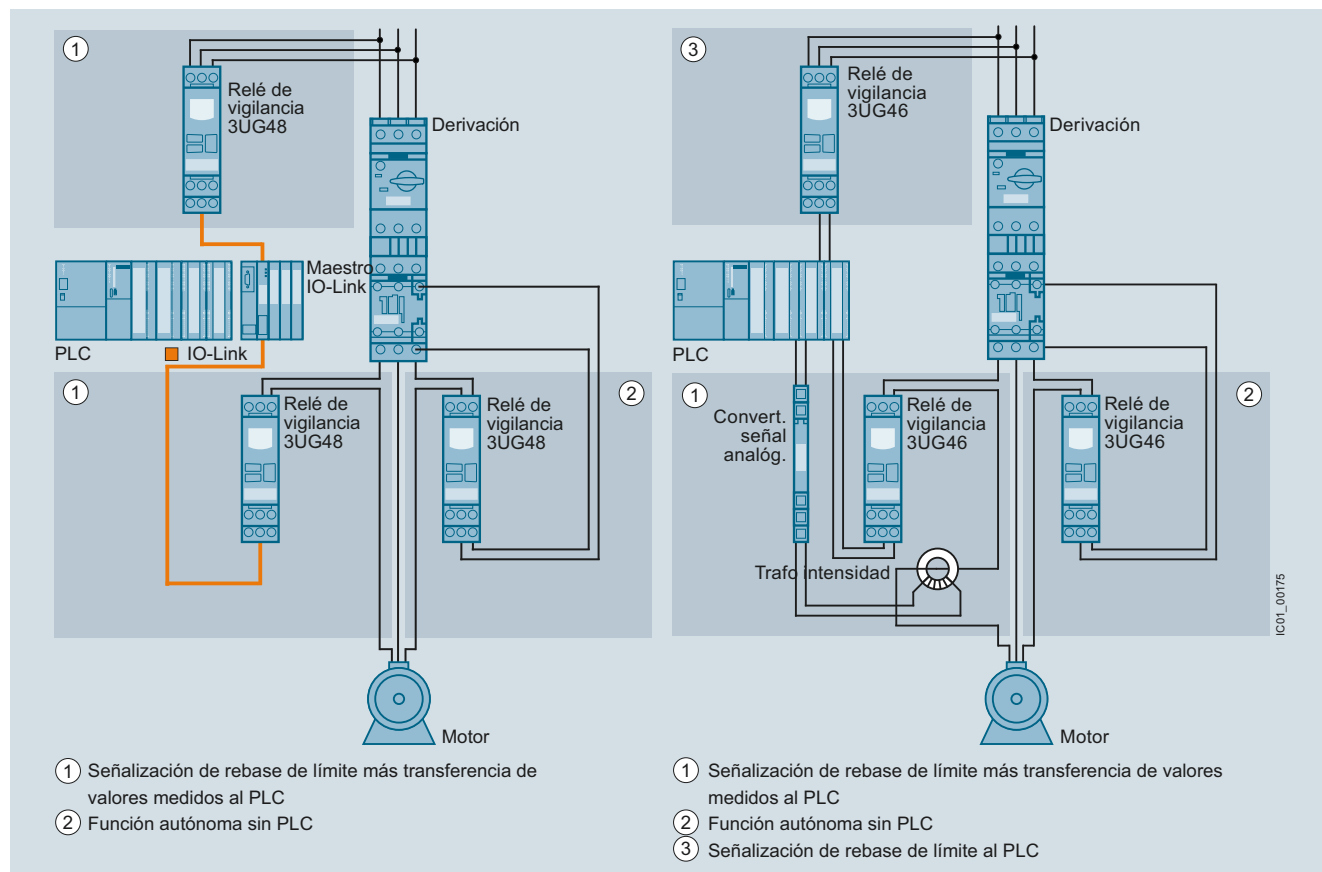 1
Relé de
vigilancia
3UG48
Derivación
Maestro
IO-Link
PLC
IO-Link
1
Relé de
vigilancia
3UG48
Relé de
vigilancia
3UG48
2
Motor
1 Señalización de rebase de límite más transferencia de
valores medidos al PLC
2 Función autónoma sin PLC
3
Relé de
vigilancia
3UG46
Derivación
PLC
1
Convert.
señal
analóg.
Relé de
vigilancia
3UG46
Relé de
vigilancia
3UG46
2
Trafo intensidad
Motor
1 Señalización de rebase de límite más transferencia de valores
medidos al PLC
2 Función autónoma sin PLC
3 Señalización de rebase de límite al PLC
IC01_00175